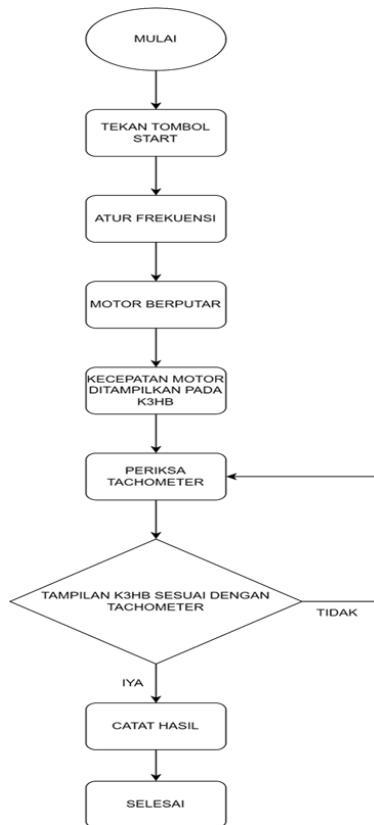 MULAI
TEKAN TOMBOL
START
ATUR FREKUENSI
MOTOR BERPUTAR
KECEPATAN MOTOR
DITAMPILKAN PADA
K3HB
PERIKSA
TACHOMETER
TAMPILAN K3HB SESUAI DENGAN
TACHOMETER
TIDAK
IYA
CATAT HASIL
SELESAI